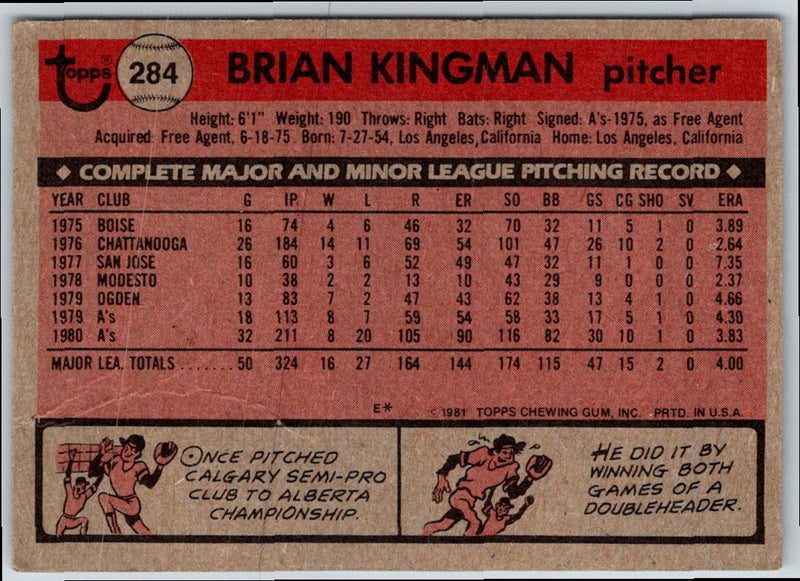 Topps® 284 BRIAN KINGMAN pitcher
Height: 6'1" Weight: 190 Throws: Right Bats: Right Signed: A's-1975, as Free Agent
Acquired: Free Agent, 6-18-75 Born: 7-27-54, Los Angeles, California Home: Los Angeles, California
◆ COMPLETE MAJOR AND MINOR LEAGUE PITCHING RECORD ◆
YEAR CLUB G IP. W L R ER SO BB GS CG SHO SV ERA
1975 BOISE 16 74 4 6 46 32 70 32 11 5 1 0 3.89
1976 CHATTANOOGA 26 184 14 11 69 54 101 47 26 10 2 0 2.64
1977 SAN JOSE 16 60 3 6 52 49 47 32 11 1 0 0 7.35
1978 MODESTO 10 38 2 2 13 10 43 29 9 0 0 0 2.37
1979 OGDEN 13 83 7 2 47 43 62 38 13 4 1 0 4.66
1979 A's 18 113 8 7 59 54 58 33 17 5 1 0 4.30
1980 A's 32 211 8 20 105 90 116 82 30 10 1 0 3.83
MAJOR LEA. TOTALS 50 324 16 27 164 144 174 115 47 15 2 0 4.00
E* © 1981 TOPPS CHEWING GUM, INC. PRTD. IN U.S.A.
ONCE PITCHED
CALGARY SEMI-PRO
CLUB TO ALBERTA
CHAMPIONSHIP.
HE DID IT BY
WINNING BOTH
GAMES OF A
DOUBLEHEADER.